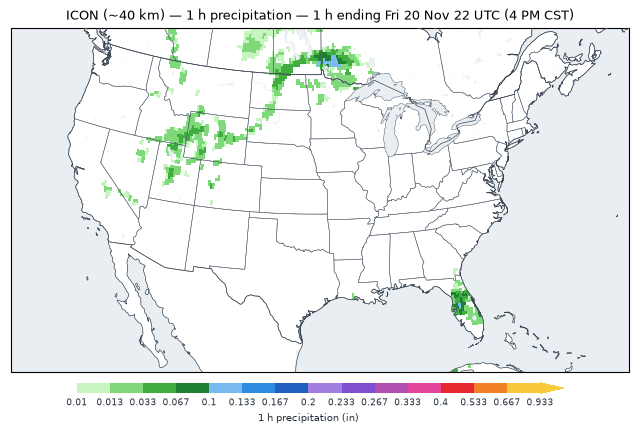 ICON (~40 km) — 1 h precipitation — 1 h ending Fri 20 Nov 22 UTC (4 PM CST)
0.01 0.013 0.033 0.067 0.1 0.133 0.167 0.2 0.233 0.267 0.333 0.4 0.533 0.667 0.933
1 h precipitation (in)